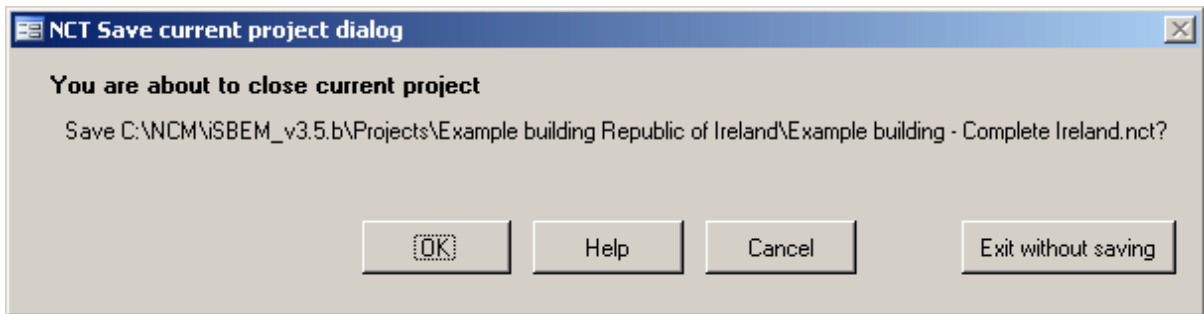 NCT Save current project dialog
You are about to close current project
Save C:\NCM\iSBEM_v3.5.b\Projects\Example building Republic of Ireland\Example building - Complete Ireland.nct?
OK Help Cancel Exit without saving